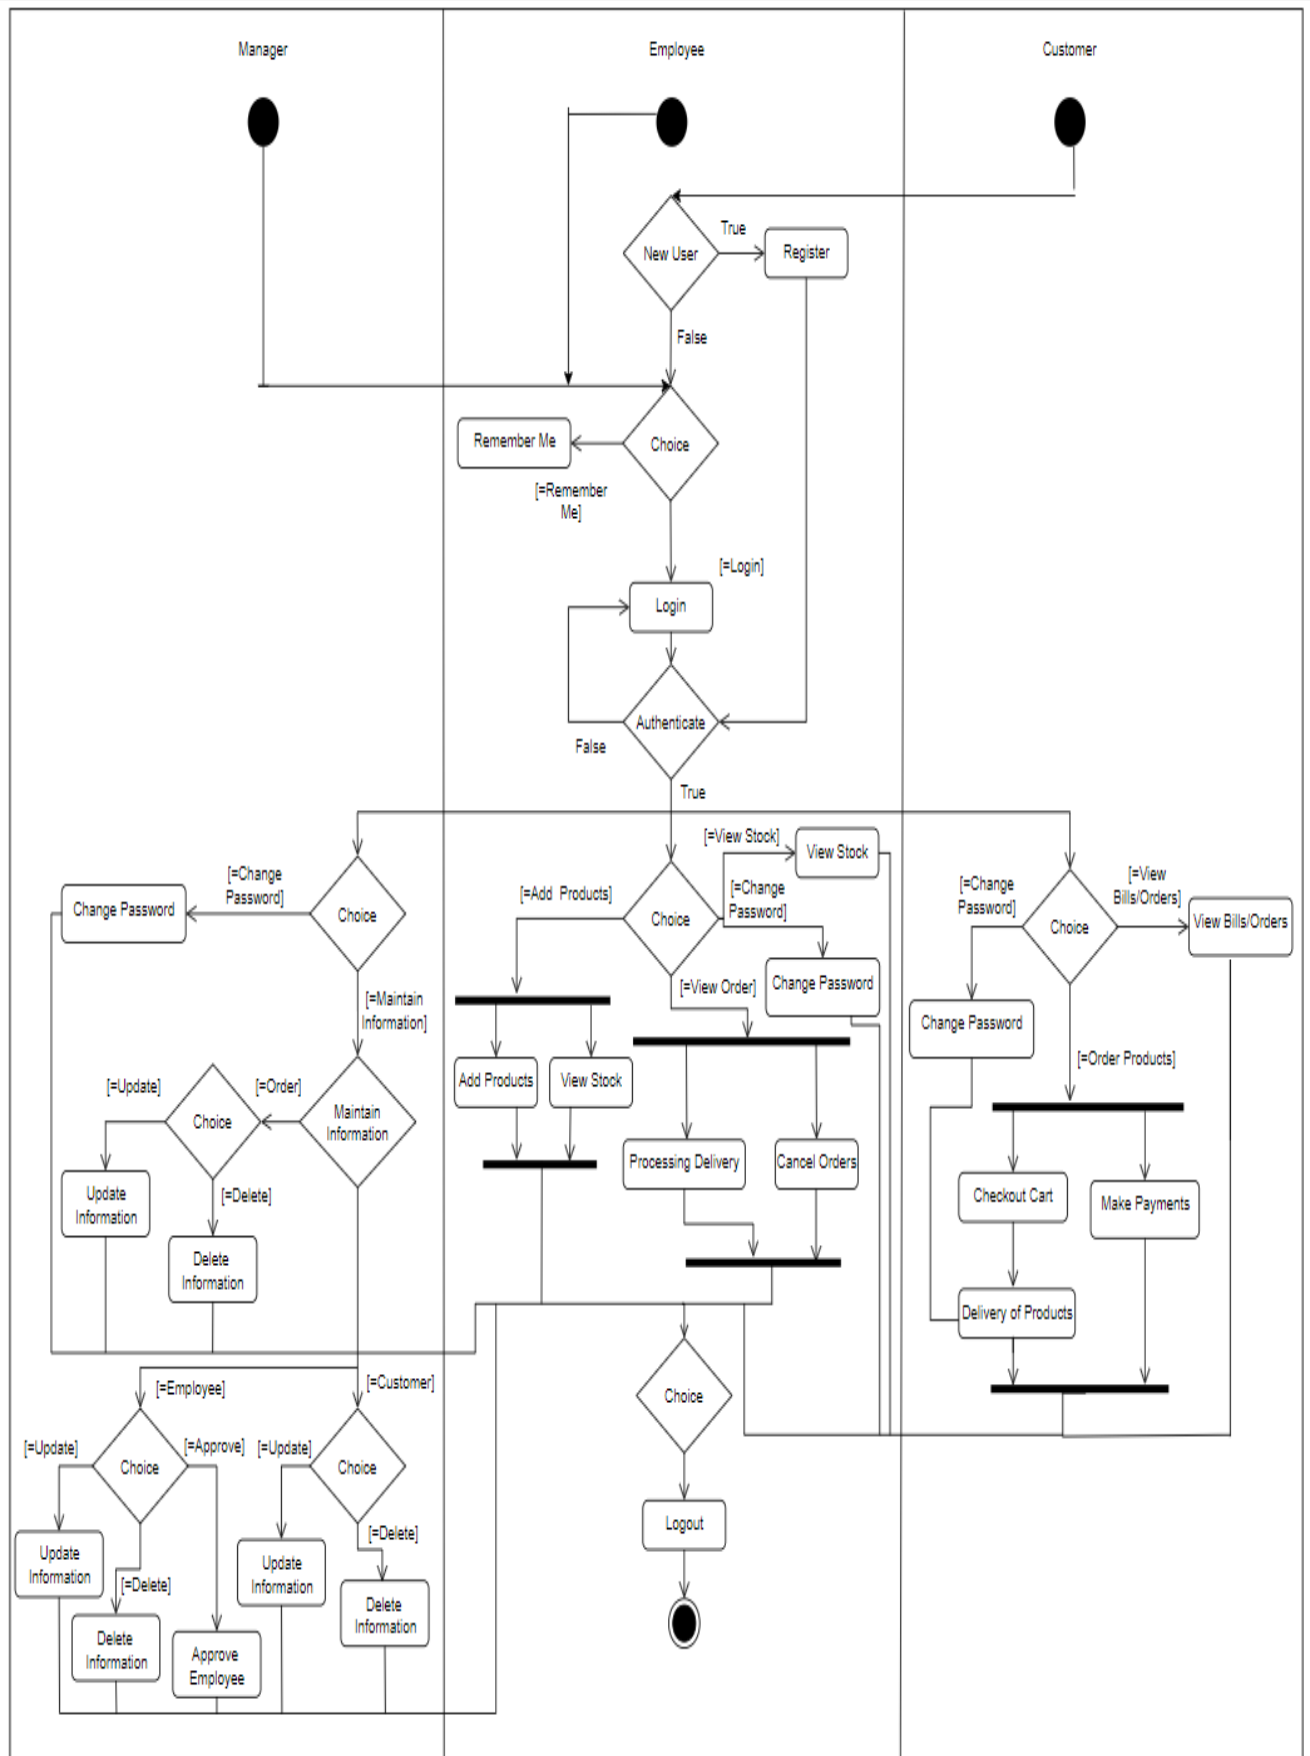 Manager
Employee
Customer
New User
True
Register
False
Remember Me
Choice
[=Remember
Me]
[=Login]
Login
Authenticate
False
True
[=Change
Password]
Change Password
Choice
[=Maintain
Information]
[=Update]
Choice
[=Order]
Maintain
Information
Update
Information
[=Delete]
Delete
Information
[=Employee]
[=Customer]
[=Update]
Choice
[=Approve]
[=Update]
Choice
Update
Information
[=Delete]
Delete
Information
Approve
Employee
Update
Information
[=Delete]
Delete
Information
[=View Stock]
View Stock
[=Add  Products]
Choice
[=Change
Password]
[=View Order]
Change Password
Add Products
View Stock
Processing Delivery
Cancel Orders
Choice
Logout
[=Change
Password]
Choice
[=View
Bills/Orders]
View Bills/Orders
Change Password
[=Order Products]
Checkout Cart
Make Payments
Delivery of Products